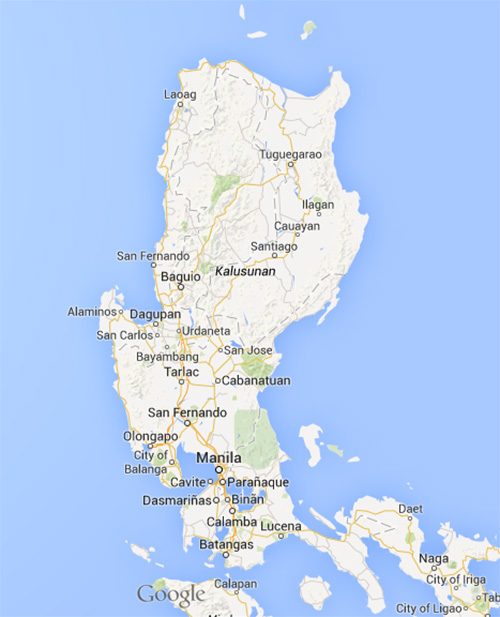 Laoag
Tuguegarao
Ilagan
Cauayan
Santiago
San Fernando
Kalusunan
Baguio
Alaminos
Dagupan
San Carlos
Urdaneta
Bayambang
San Jose
Tarlac
Cabanatuan
San Fernando
Olongapo
City of
Balanga
Manila
Cavite
Parañaque
Dasmariñas
Biñan
Daet
Calamba
Lucena
Batangas
Naga
City of Iriga
Calapan
Google
City of Ligao